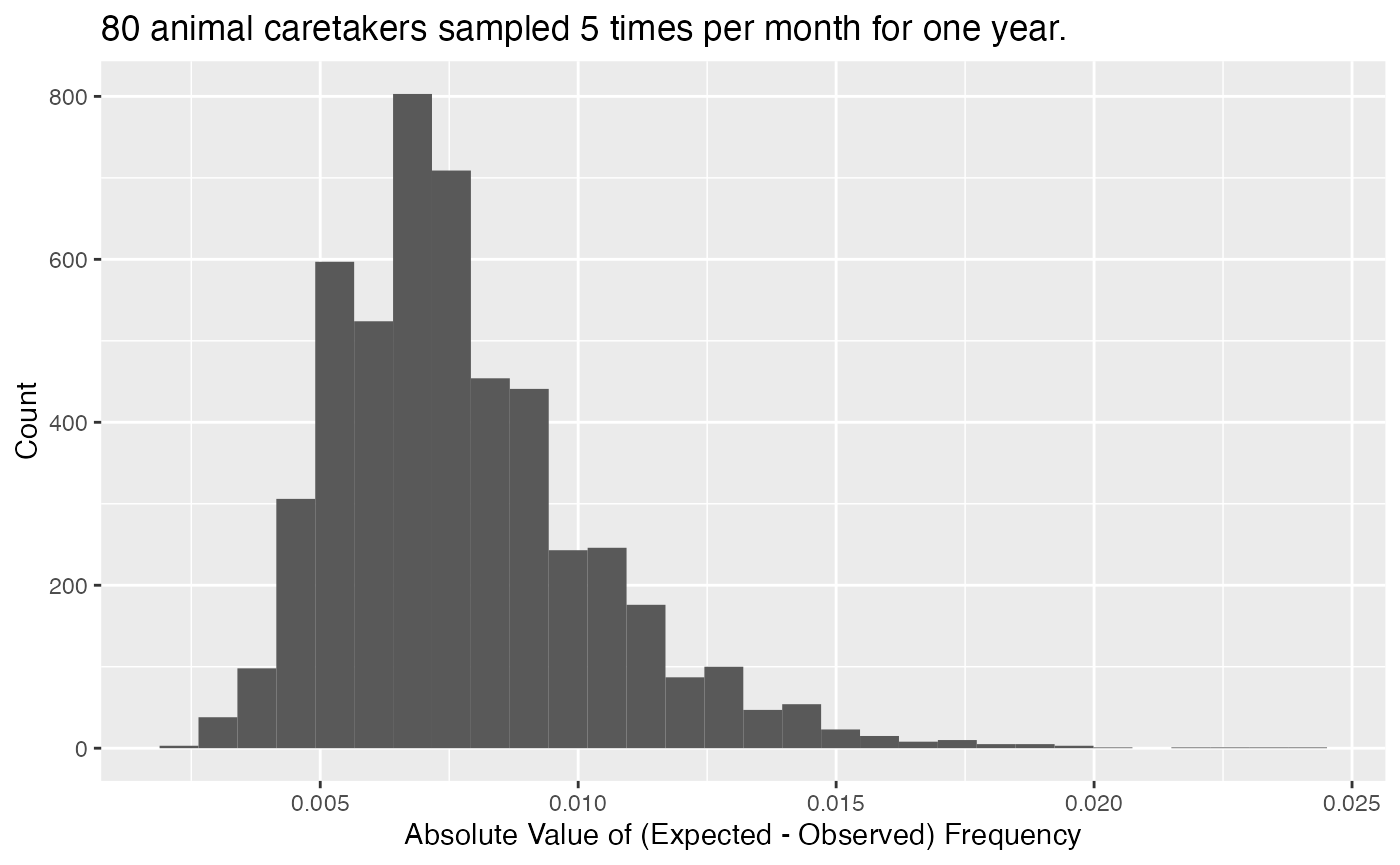 80 animal caretakers sampled 5 times per month for one year.
800
600
400
200
0
Count
0.005 0.010 0.015 0.020 0.025
Absolute Value of (Expected - Observed) Frequency